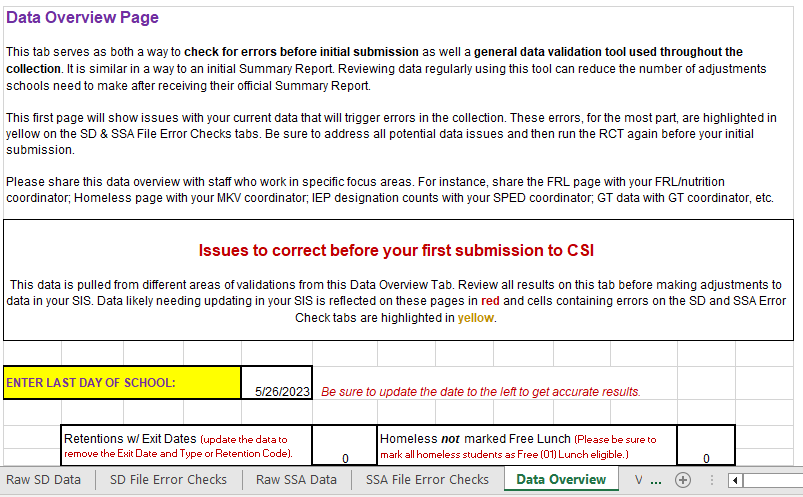 Data Overview Page
This tab serves as both a way to check for errors before initial submission as well a general data validation tool used throughout the
collection. It is similar in a way to an initial Summary Report. Reviewing data regularly using this tool can reduce the number of adjustments
schools need to make after receiving their official Summary Report.
This first page will show issues with your current data that will trigger errors in the collection. These errors, for the most part, are highlighted in
yellow on the SD & SSA File Error Checks tabs. Be sure to address all potential data issues and then run the RCT again before your initial
submission.
Please share this data overview with staff who work in specific focus areas. For instance, share the FRL page with your FRL/nutrition
coordinator; Homeless page with your MKV coordinator; IEP designation counts with your SPED coordinator; GT data with GT coordinator, etc.
Issues to correct before your first submission to CSI
This data is pulled from different areas of validations from this Data Overview Tab. Review all results on this tab before making adjustments to
data in your SIS. Data likely needing updating in your SIS is reflected on these pages in red and cells containing errors on the SD and SSA Error
Check tabs are highlighted in yellow.
ENTER LAST DAY OF SCHOOL: 5/26/2023 Be sure to update the date to the left to get accurate results.
Retentions w/ Exit Dates (update the data to
remove the Exit Date and Type or Retention Code). 0
Homeless not marked Free Lunch (Please be sure to
mark all homeless students as Free (01) Lunch eligible.) 0
Raw SD Data SD File Error Checks Raw SSA Data SSA File Error Checks Data Overview V ...